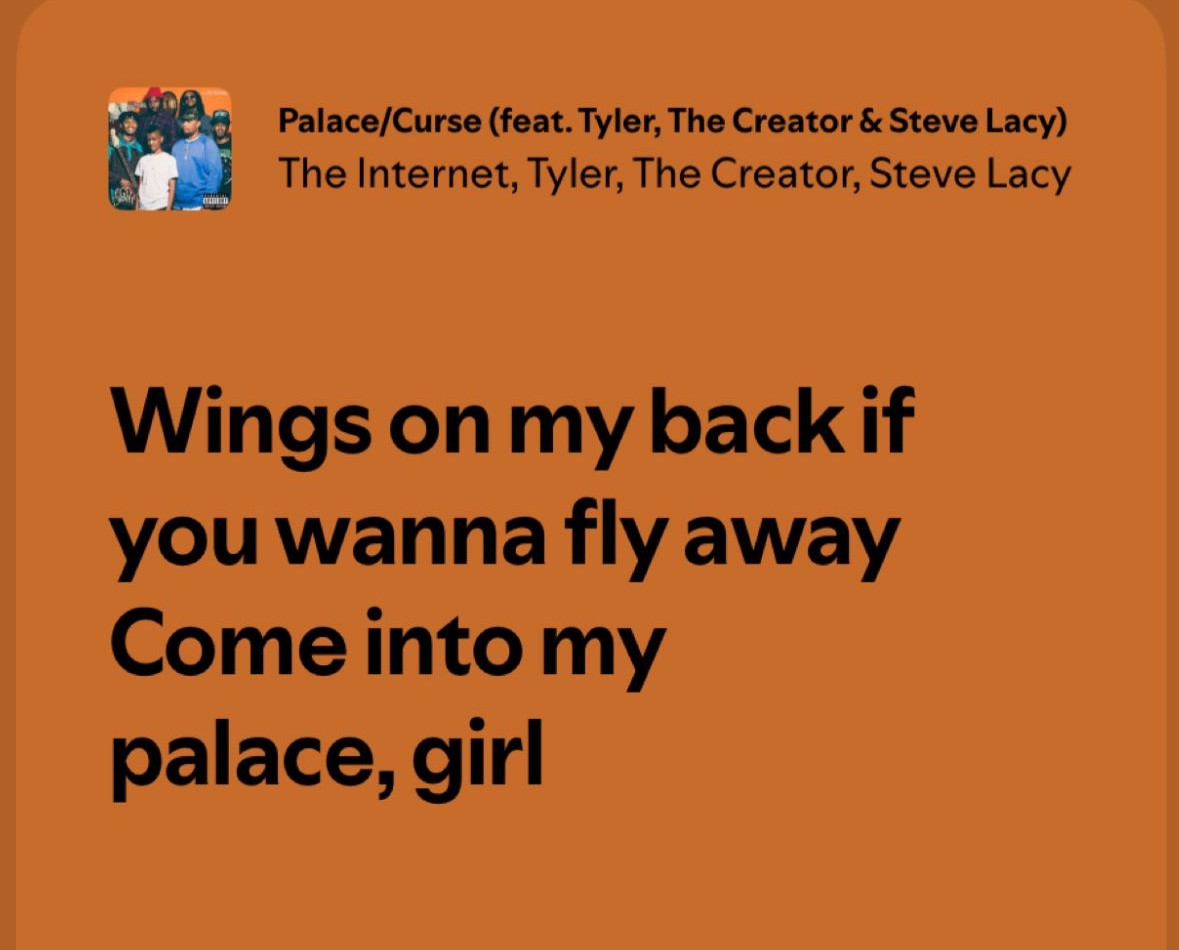 Palace/Curse (feat. Tyler, The Creator & Steve Lacy)
The Internet, Tyler, The Creator, Steve Lacy
Wings on my back if
you wanna fly away
Come into my
palace, girl